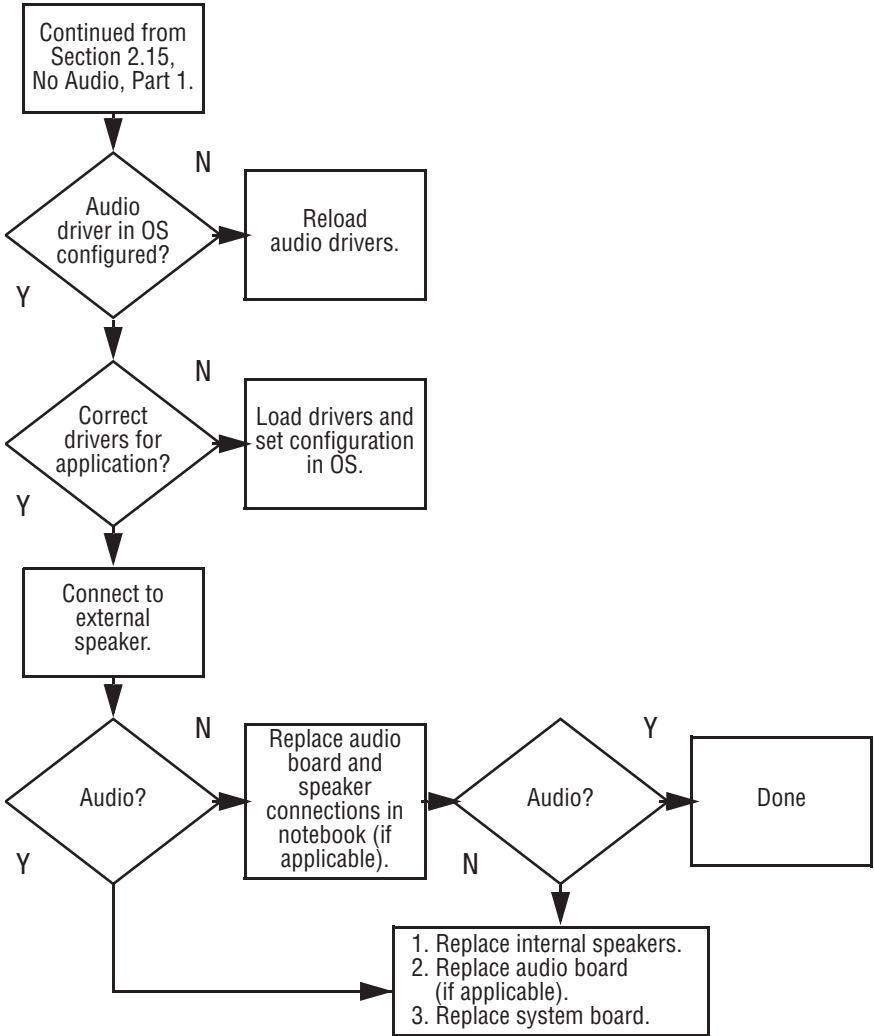 Continued from
Section 2.15,
No Audio, Part 1.
N
Audio
driver in OS
configured?
Reload
audio drivers.
Y
N
Correct
drivers for
application?
Load drivers and
set configuration
in OS.
Y
Connect to
external
speaker.
N
Audio?
Replace audio
board and
speaker
connections in
notebook (if
applicable).
Y
Audio?
Y
Done
N
1. Replace internal speakers.
2. Replace audio board
(if applicable).
3. Replace system board.